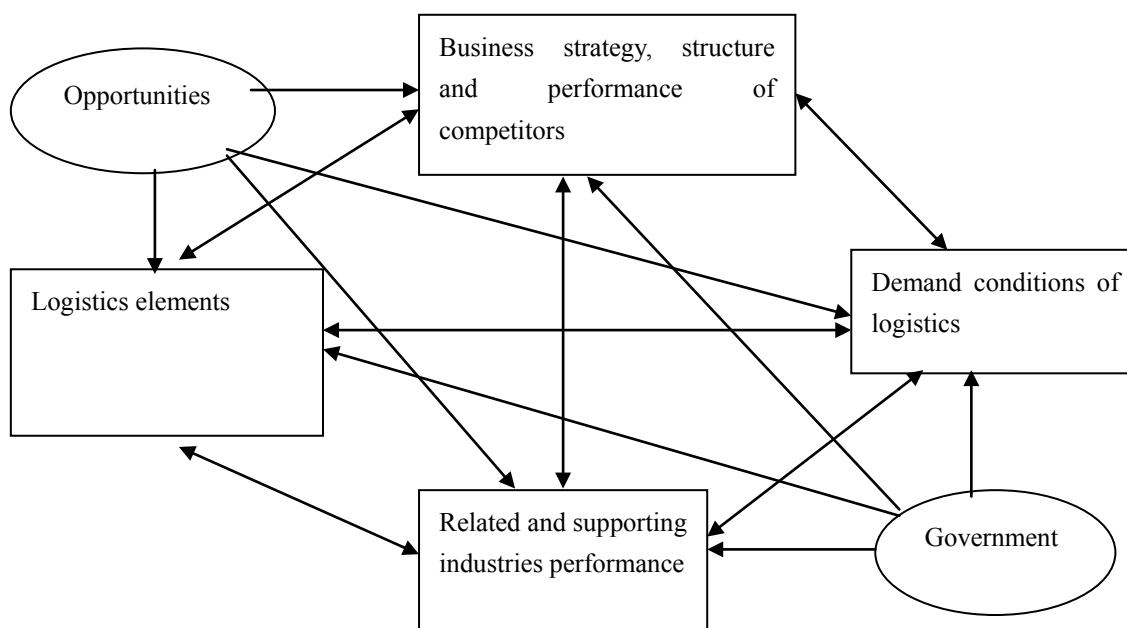 Opportunities
Business strategy, structure
and performance of
competitors
Logistics elements
Demand conditions of
logistics
Related and supporting
industries performance
Government